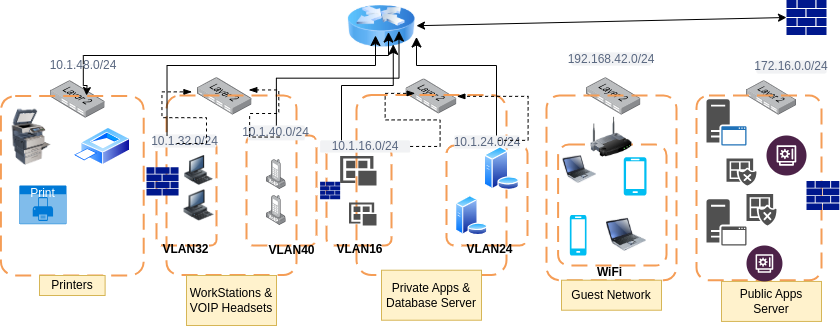 192.168.42.0/24
10.1.48.0/24
172.16.0.0/24
Layer 2
Layer 2
Layer 2
Layer 2
Layer 2
10.1.32.0/24
10.1.40.0/24
10.1.16.0/24
10.1.24.0/24
Print
VLAN32
VLAN40
VLAN16
VLAN24
WiFi
Printers
WorkStations &
VOIP Headsets
Private Apps &
Database Server
Guest Network
Public Apps
Server